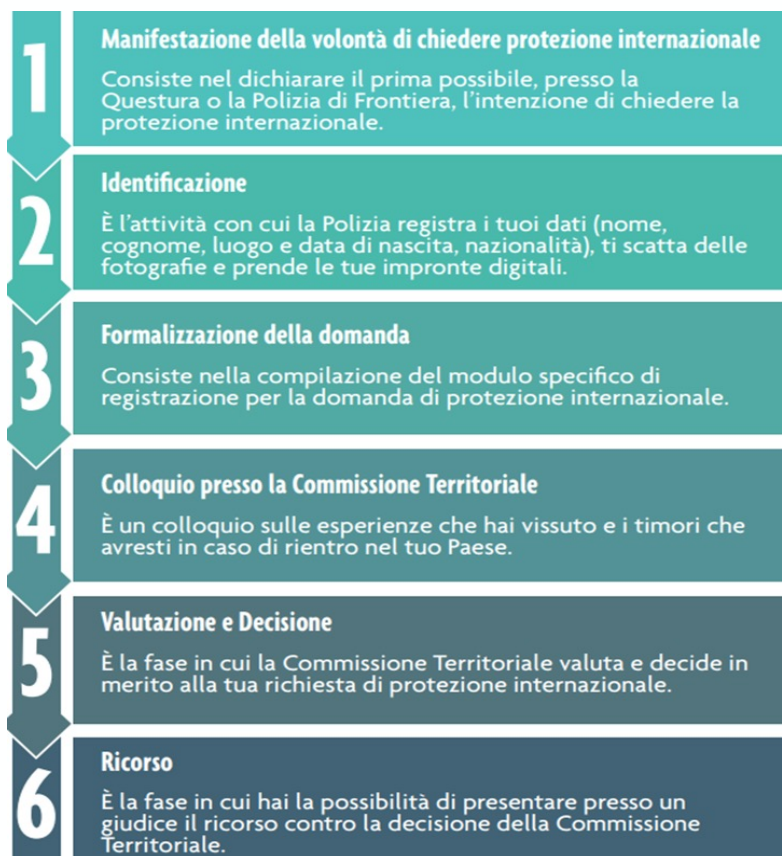 1
Manifestazione della volontà di chiedere protezione internazionale
Consiste nel dichiarare il prima possibile, presso la
Questura o la Polizia di Frontiera, l’intenzione di chiedere la
protezione internazionale.
2
Identificazione
È l’attività con cui la Polizia registra i tuoi dati (nome,
cognome, luogo e data di nascita, nazionalità), ti scatta delle
fotografie e prende le tue impronte digitali.
3
Formalizzazione della domanda
Consiste nella compilazione del modulo specifico di
registrazione per la domanda di protezione internazionale.
4
Colloquio presso la Commissione Territoriale
È un colloquio sulle esperienze che hai vissuto e i timori che
avresti in caso di rientro nel tuo Paese.
5
Valutazione e Decisione
È la fase in cui la Commissione Territoriale valuta e decide in
merito alla tua richiesta di protezione internazionale.
6
Ricorso
È la fase in cui hai la possibilità di presentare presso un
giudice il ricorso contro la decisione della Commissione
Territoriale.